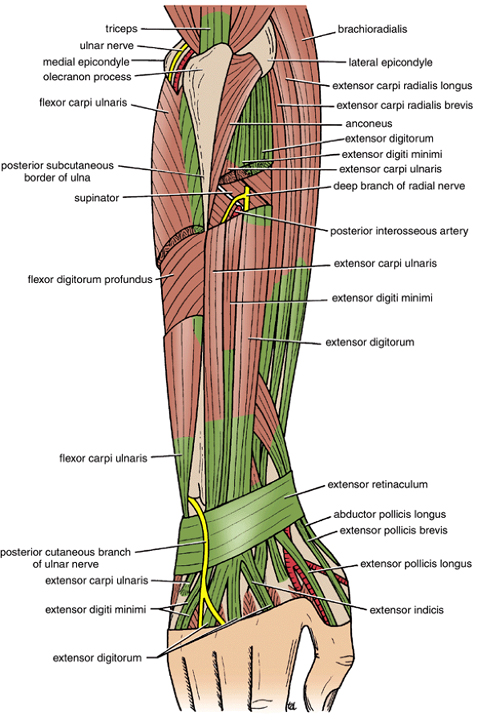 triceps
ulnar nerve
medial epicondyle
olecranon process
flexor carpi ulnaris
posterior subcutaneous
border of ulna
supinator
flexor digitorum profundus
flexor carpi ulnaris
posterior cutaneous branch
of ulnar nerve
extensor carpi ulnaris
extensor digiti minimi
extensor digitorum
brachioradialis
lateral epicondyle
extensor carpi radialis longus
extensor carpi radialis brevis
anconeus
extensor digitorum
extensor digiti minimi
extensor carpi ulnaris
deep branch of radial nerve
posterior interosseous artery
extensor carpi ulnaris
extensor digiti minimi
extensor digitorum
extensor retinaculum
abductor pollicis longus
extensor pollicis brevis
extensor pollicis longus
extensor indicis